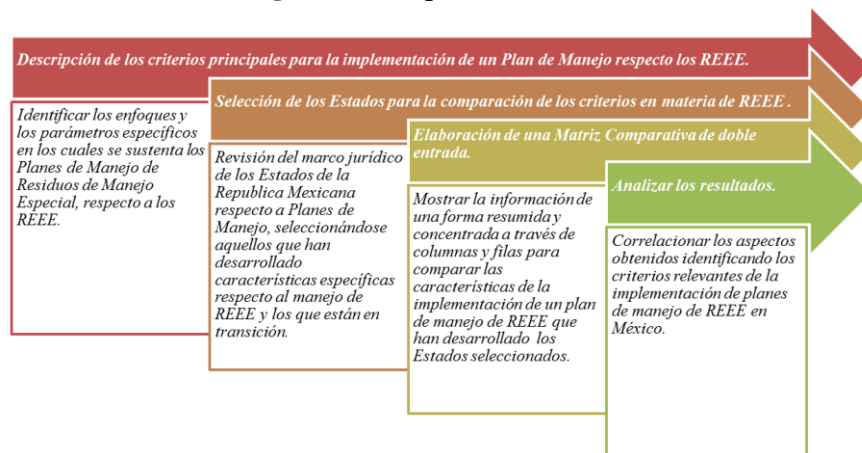 Descripción de los criterios principales para la implementación de un Plan de Manejo respecto los REEE.
Identificar los enfoques y
los parámetros específicos
en los cuales se sustenta los
Planes de Manejo de
Residuos de Manejo
Especial, respecto a los
REEE.
Selección de los Estados para la comparación de los criterios en materia de REEE .
Revisión del marco jurídico
de los Estados de la
Republica Mexicana
respecto a Planes de
Manejo, seleccionándose
aquellos que han
desarrollado
características específicas
respecto al manejo de
REEE y los que están en
transición.
Elaboración de una Matriz Comparativa de doble
entrada.
Mostrar la información de
una forma resumida y
concentrada a través de
columnas y filas para
comparar las
características de la
implementación de un plan
de manejo de REEE que
han desarrollado los
Estados seleccionados.
Analizar los resultados.
Correlacionar los aspectos
obtenidos identificando los
criterios relevantes de la
implementación de planes
de manejo de REEE en
México.